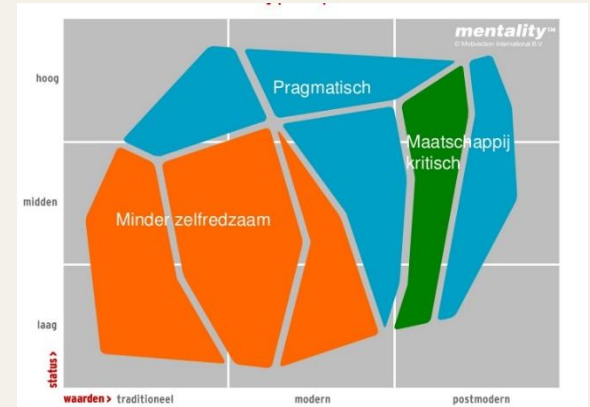 mentality™
© Motivaction International B.V.
hoog
Pragmatisch
Maatschappij
kritisch
midden
Minder zelfredzaam
laag
status >
waarden > traditioneel modern postmodern